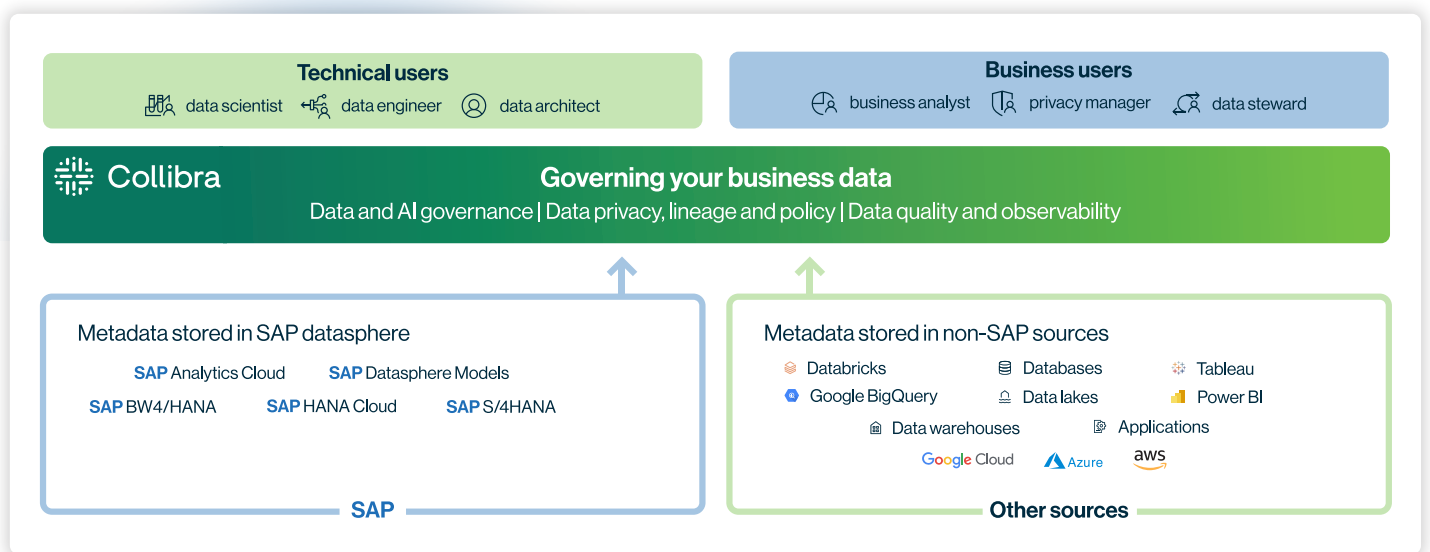 Technical users
data scientist data engineer data architect
Business users
business analyst privacy manager data steward
Collibra
Governing your business data
Data and AI governance | Data privacy, lineage and policy | Data quality and observability
Metadata stored in SAP datasphere
SAP Analytics Cloud SAP Datasphere Models
SAP BW4/HANA SAP HANA Cloud SAP S/4HANA
SAP
Metadata stored in non-SAP sources
Databricks Databases Tableau
Google BigQuery Data lakes Power BI
Data warehouses Applications
Google Cloud Azure aws
Other sources